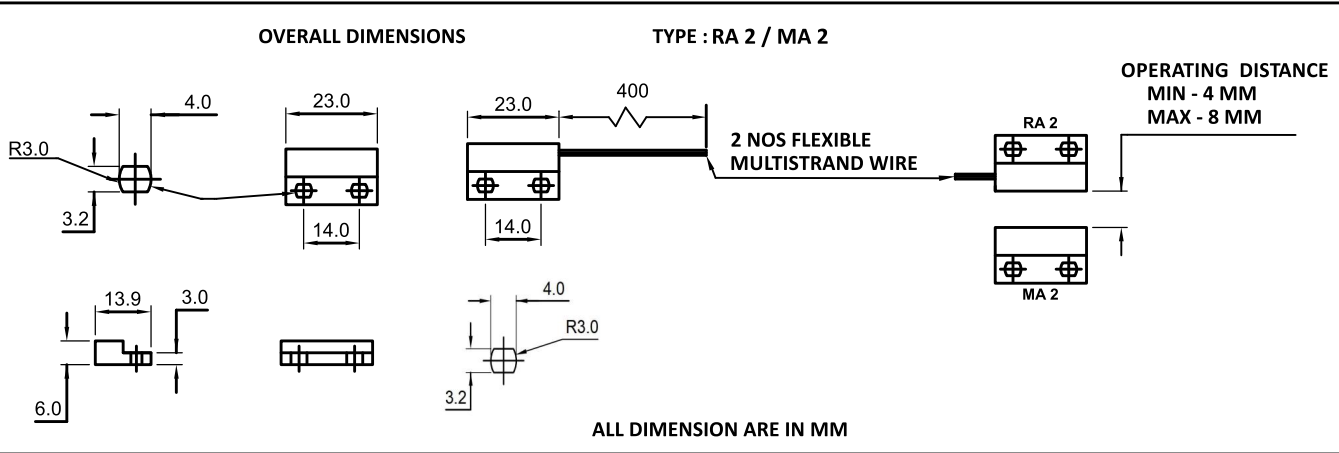 OVERALL DIMENSIONS
TYPE : RA 2 / MA 2
OPERATING DISTANCE
MIN - 4 MM
MAX - 8 MM
4.0
23.0
23.0
400
R3.0
2 NOS FLEXIBLE
MULTISTRAND WIRE
RA 2
3.2
14.0
14.0
MA 2
13.9
3.0
4.0
R3.0
6.0
3.2
ALL DIMENSION ARE IN MM